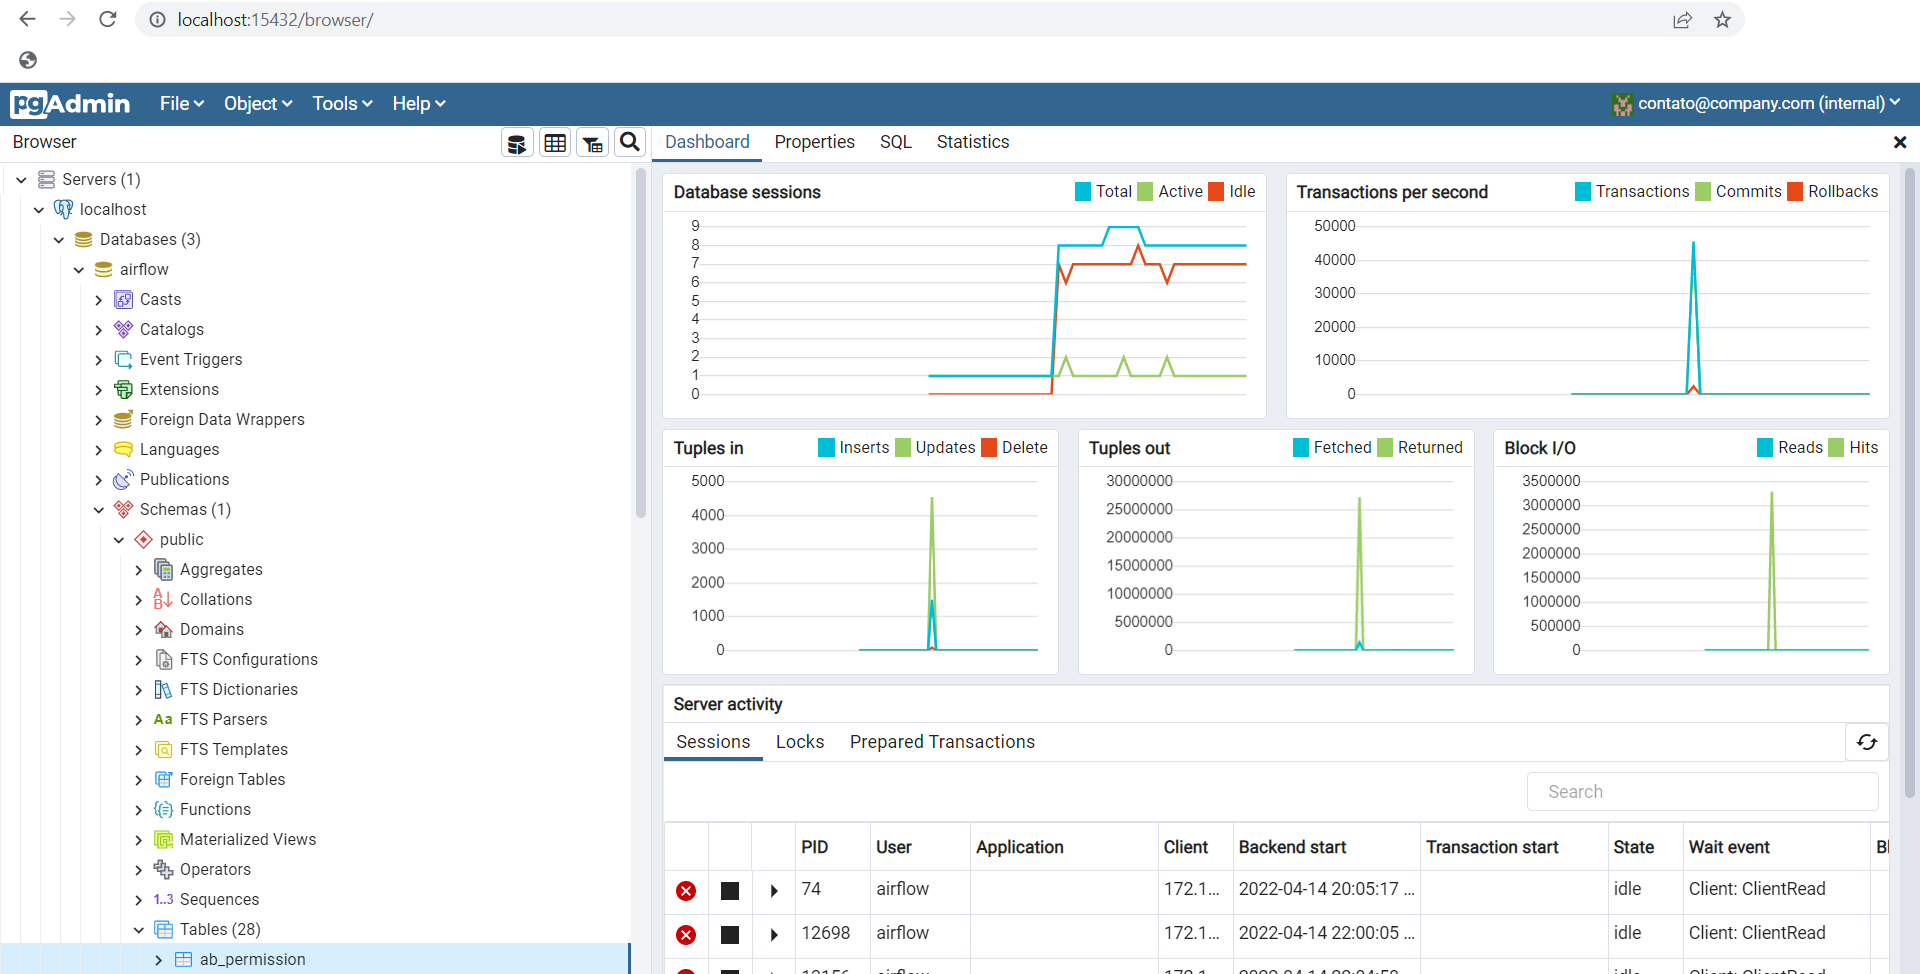 localhost:15432/browser/
pgAdmin File Object Tools Help contato@company.com (internal)
Browser
Servers (1)
localhost
Databases (3)
airflow
Casts
Catalogs
Event Triggers
Extensions
Foreign Data Wrappers
Languages
Publications
Schemas (1)
public
Aggregates
Collations
Domains
FTS Configurations
FTS Dictionaries
Aa FTS Parsers
FTS Templates
Foreign Tables
Functions
Materialized Views
Operators
1..3 Sequences
Tables (28)
ab_permission
Dashboard Properties SQL Statistics
Database sessions Total Active Idle
9
8
7
6
5
4
3
2
1
0
Transactions per second Transactions Commits Rollbacks
50000
40000
30000
20000
10000
0
Tuples in Inserts Updates Delete
5000
4000
3000
2000
1000
0
Tuples out Fetched Returned
30000000
25000000
20000000
15000000
10000000
5000000
0
Block I/O Reads Hits
3500000
3000000
2500000
2000000
1500000
1000000
500000
0
Server activity
Sessions Locks Prepared Transactions
Search
PID User Application Client Backend start Transaction start State Wait event Bl
74 airflow 172.1... 2022-04-14 20:05:17 ... idle Client: ClientRead
12698 airflow 172.1... 2022-04-14 22:00:05 ... idle Client: ClientRead